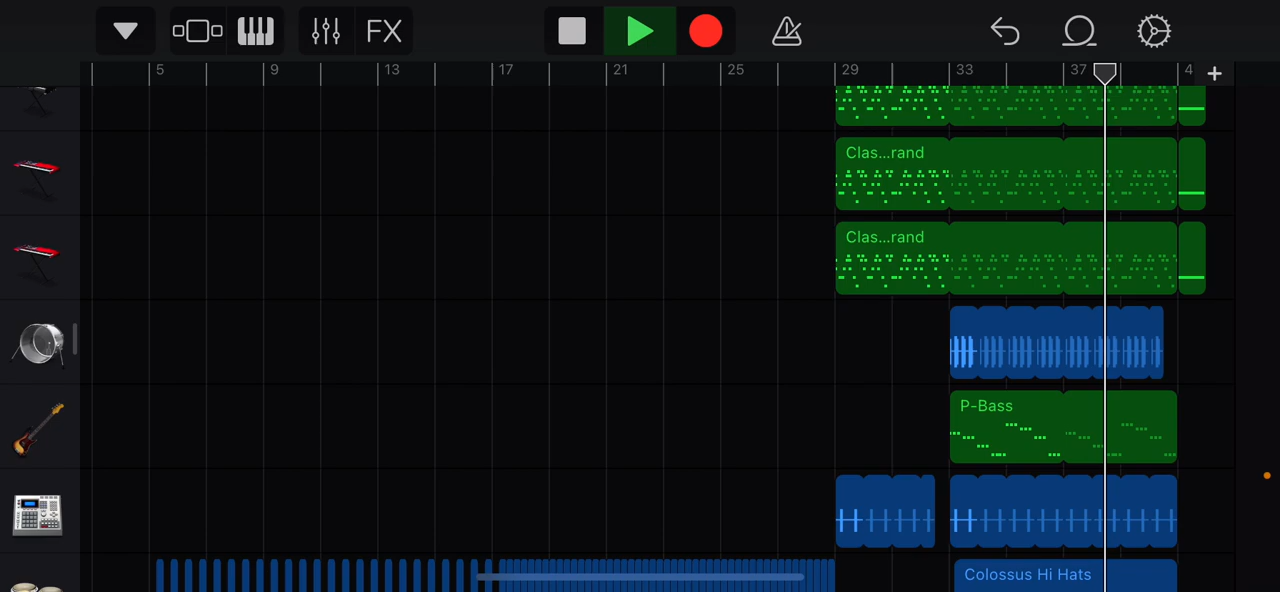 FX
5 9 13 17 21 25 29 33 37 4
Clas...rand
Clas...rand
P-Bass
Colossus Hi Hats